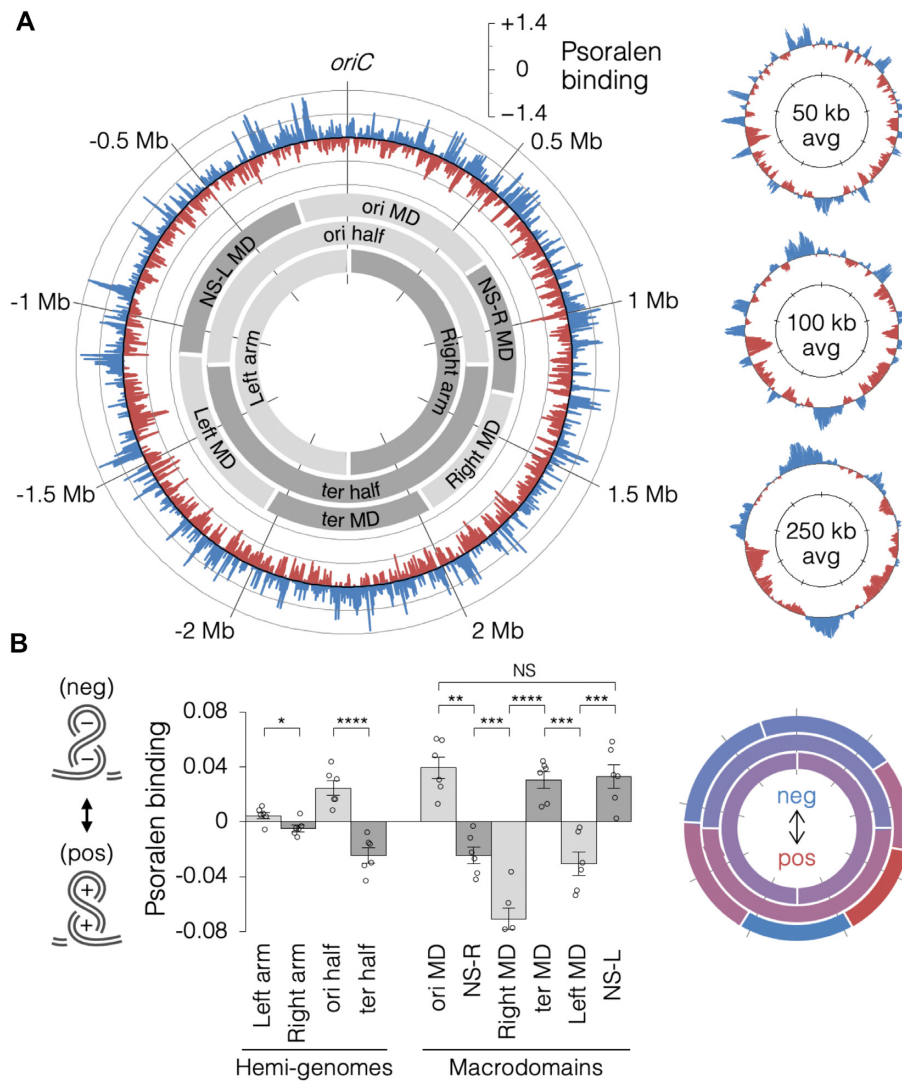 A
+1.4
0
−1.4
Psoralen
binding
oriC
-0.5 Mb
0.5 Mb
-1 Mb
1 Mb
-1.5 Mb
1.5 Mb
-2 Mb
2 Mb
ori MD
ori half
NS-L MD
NS-R MD
Left arm
Right arm
Left MD
Right MD
ter half
ter MD
50 kb
avg
100 kb
avg
250 kb
avg
B
(neg)
−
−
(pos)
+
+
Psoralen binding
0.08
0.04
0
-0.04
-0.08
*
****
NS
**
***
****
***
***
Left arm
Right arm
ori half
ter half
ori MD
NS-R
Right MD
ter MD
Left MD
NS-L
Hemi-genomes
Macrodomains
neg
pos